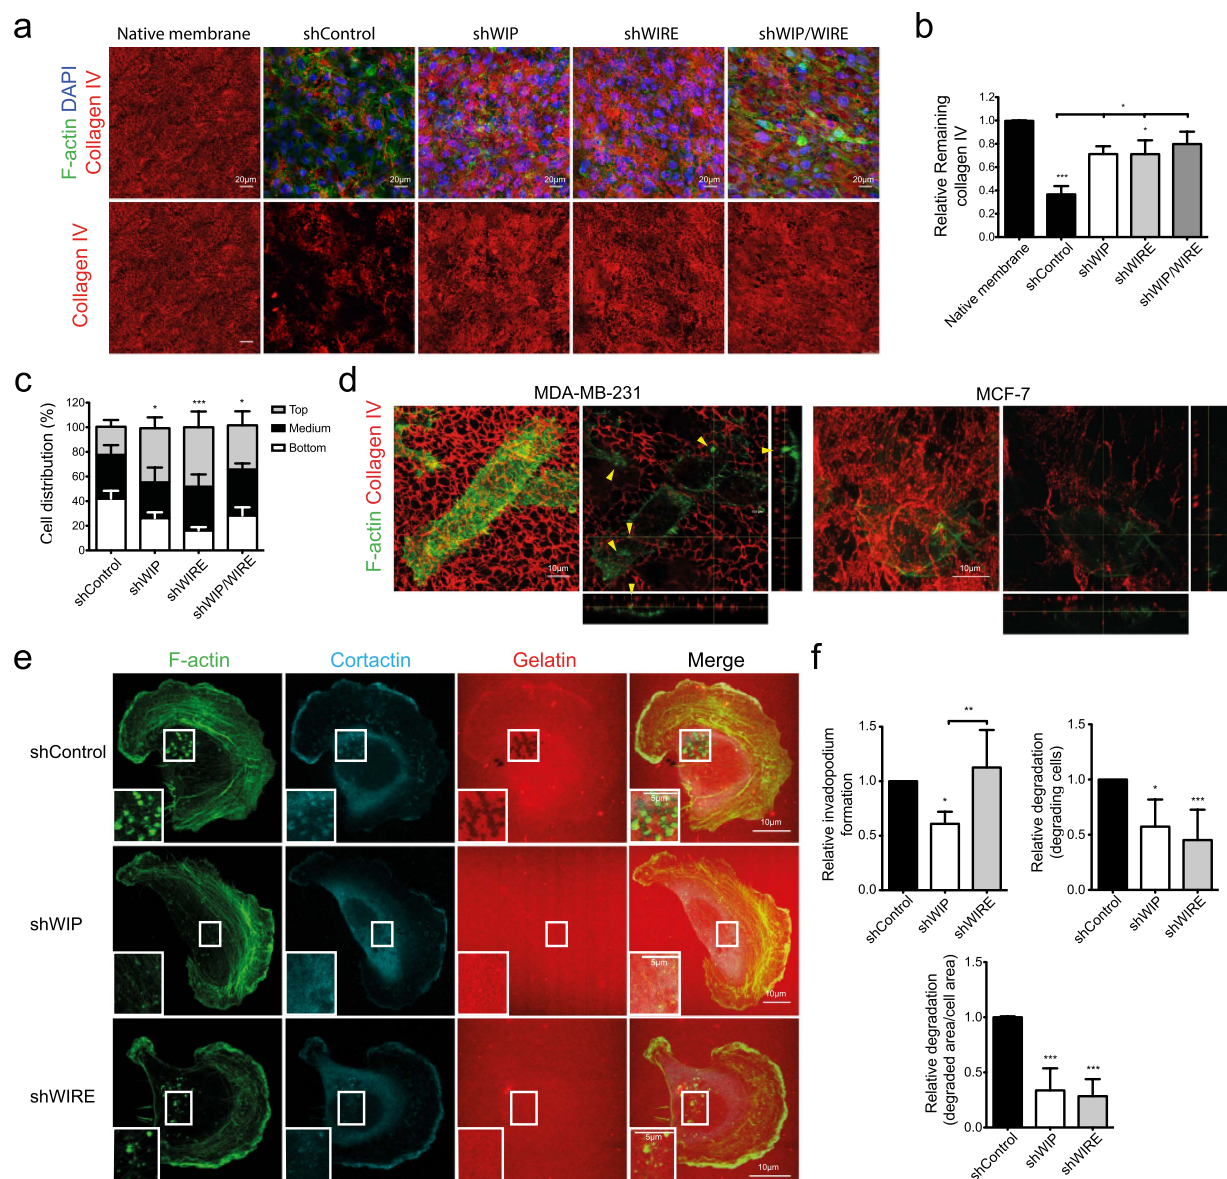 a
Native membrane
shControl
shWIP
shWIRE
shWIP/WIRE
F-actin DAPI
Collagen IV
20µm
20µm
20µm
20µm
20µm
Collagen IV
b
Relative Remaining
collagen IV
1.2
1.0
0.8
0.6
0.4
0.2
0.0
***
*
*
Native membrane
shControl
shWIP
shWIRE
shWIP/WIRE
c
Cell distribution (%)
120
100
80
60
40
20
0
*
***
*
Top
Medium
Bottom
shControl
shWIP
shWIRE
shWIP/WIRE
d
MDA-MB-231
MCF-7
F-actin Collagen IV
10µm
10µm
e
F-actin
Cortactin
Gelatin
Merge
shControl
5µm
10µm
shWIP
5µm
10µm
shWIRE
5µm
10µm
f
Relative invadopodium
formation
1.5
1.0
0.5
0.0
*
**
shControl
shWIP
shWIRE
Relative degradation
(degrading cells)
1.5
1.0
0.5
0.0
*
***
shControl
shWIP
shWIRE
Relative degradation
(degraded area/cell area)
1.5
1.0
0.5
0.0
***
***
shControl
shWIP
shWIRE